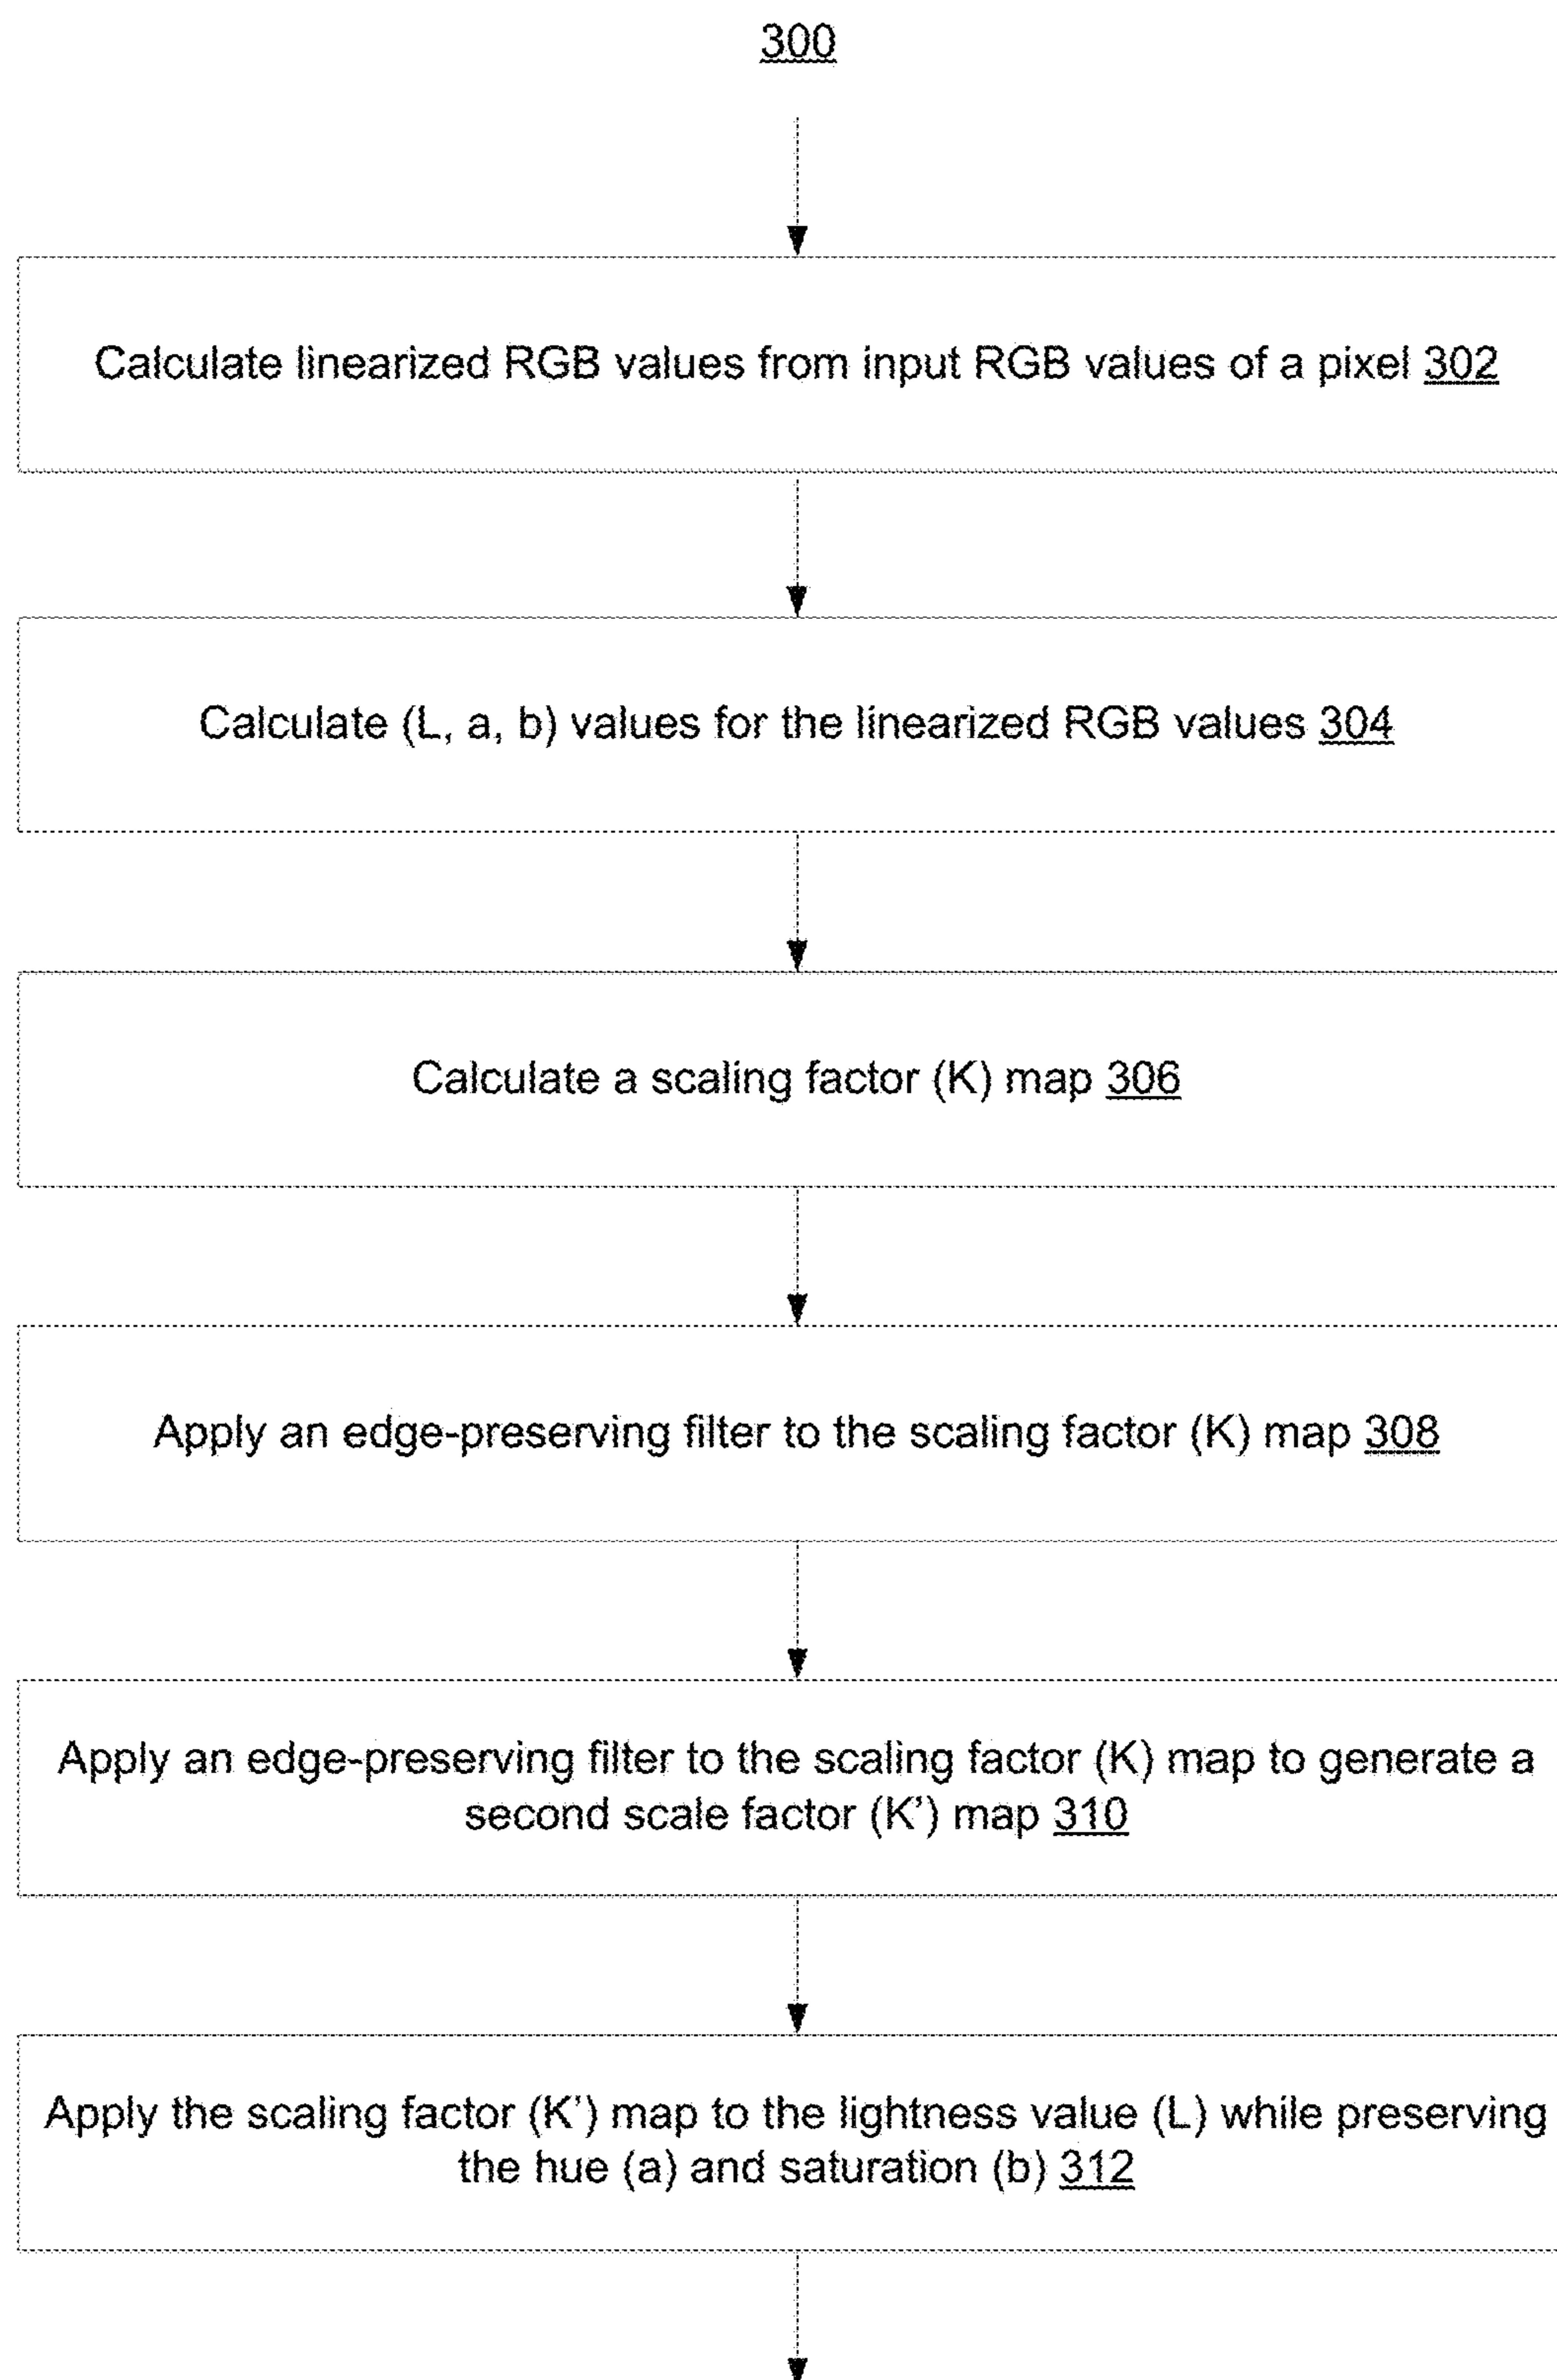 300
Calculate linearized RGB values from input RGB values of a pixel 302
Calculate (L, a, b) values for the linearized RGB values 304
Calculate a scaling factor (K) map 306
Apply an edge-preserving filter to the scaling factor (K) map 308
Apply an edge-preserving filter to the scaling factor (K) map to generate a
second scale factor (K’) map 310
Apply the scaling factor (K’) map to the lightness value (L) while preserving
the hue (a) and saturation (b) 312